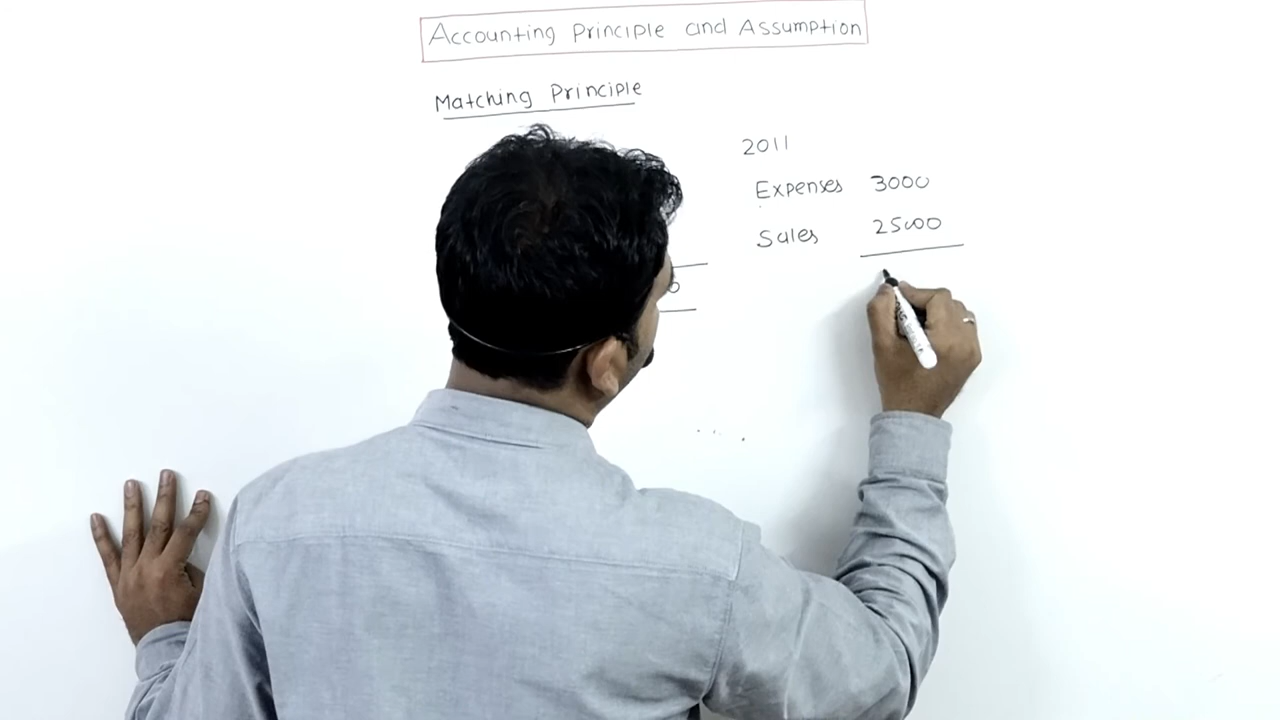 Accounting Principle and Assumption
Matching Principle
2011
Expenses 3000
Sales 25000